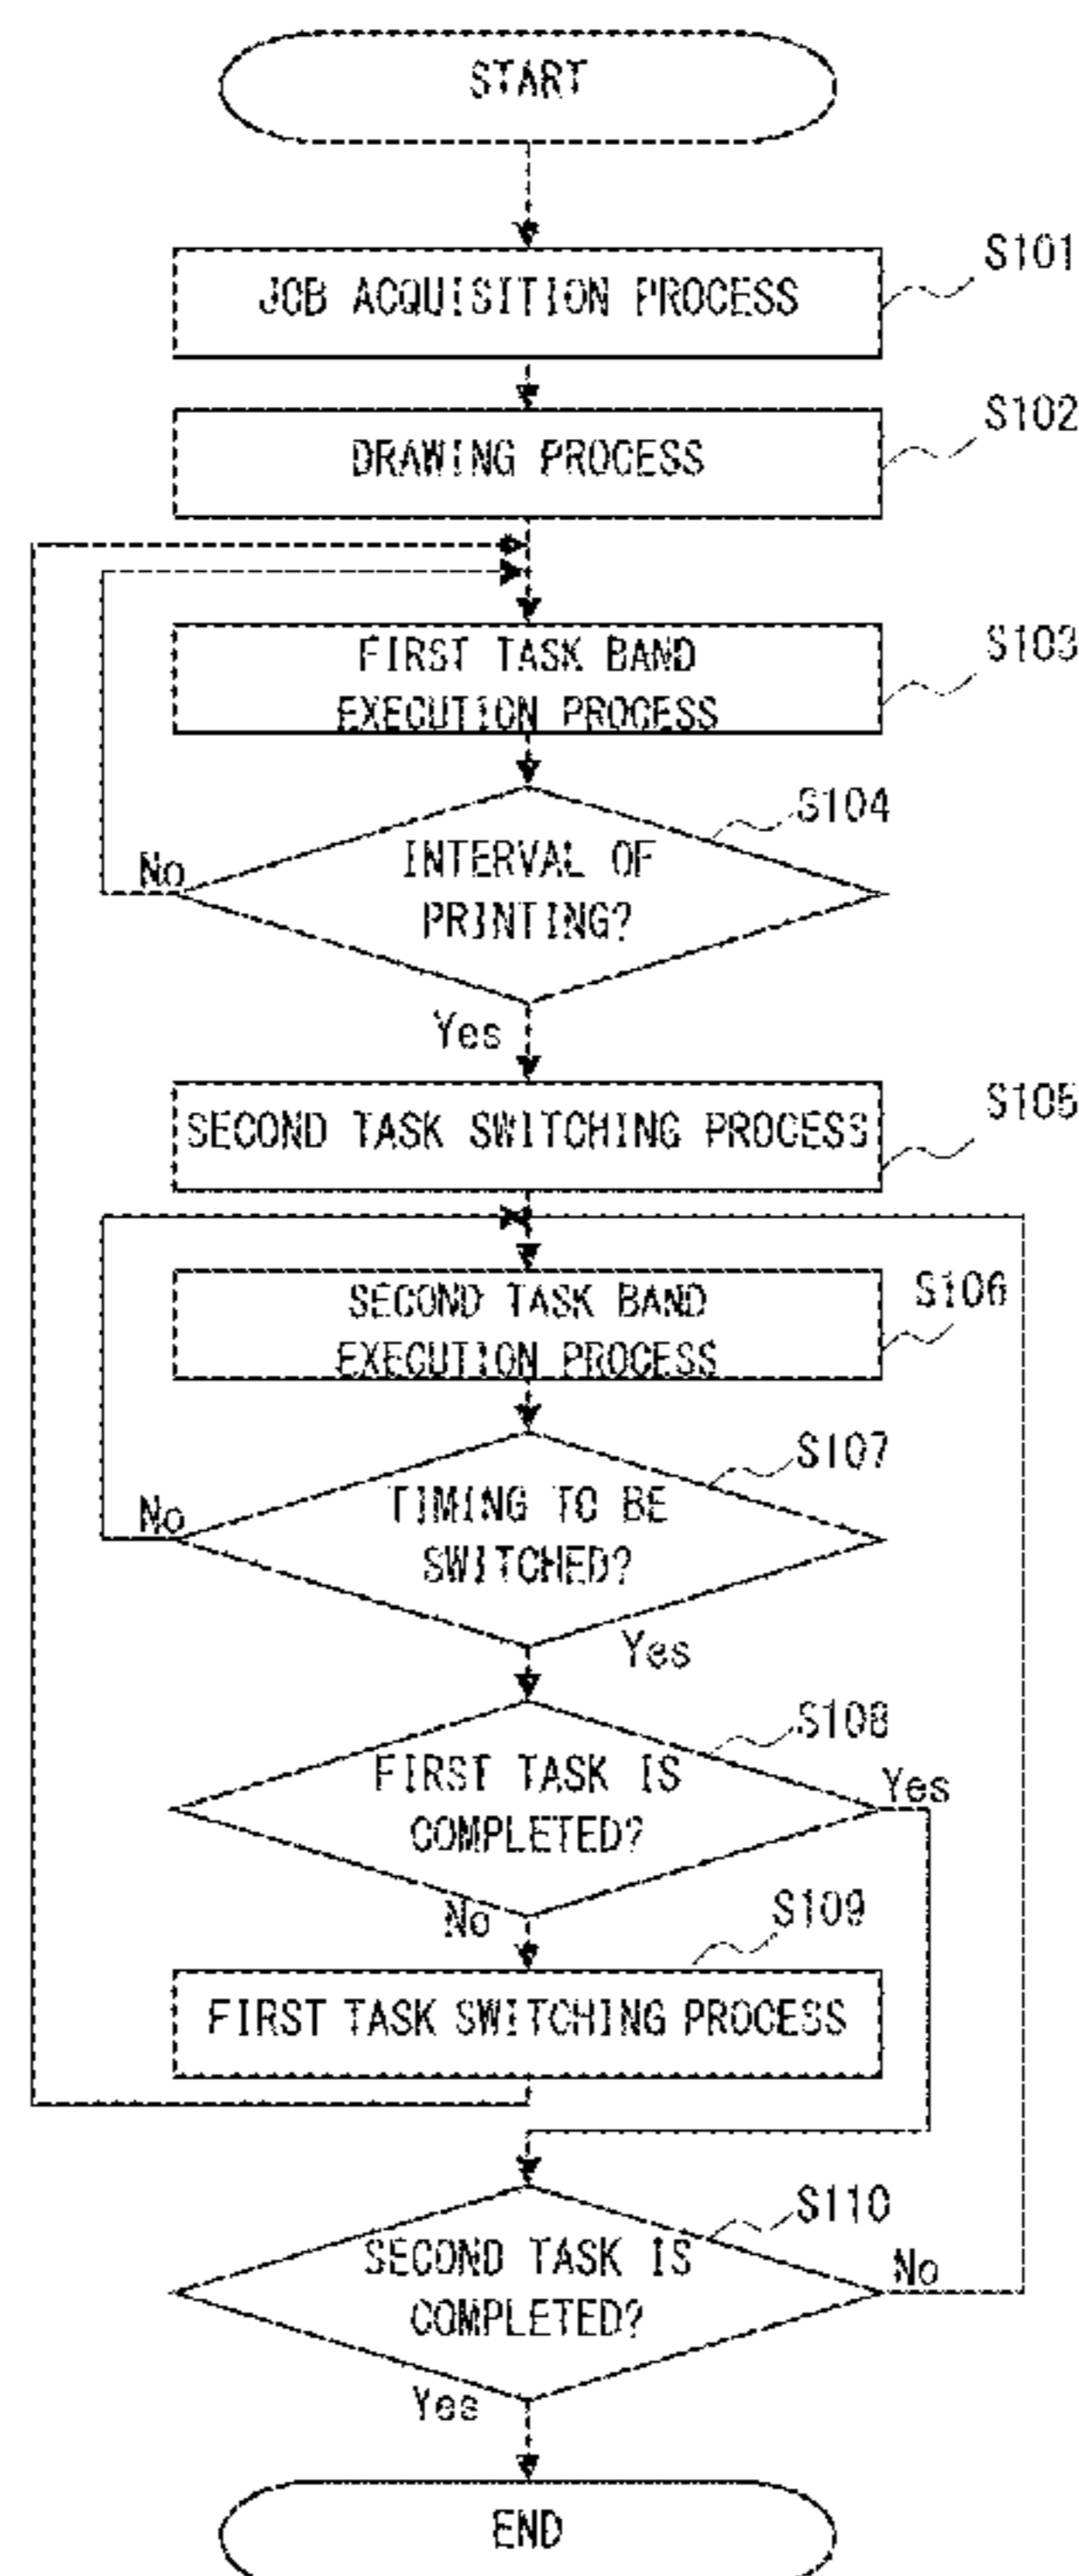 START
JOB ACQUISITION PROCESS
S101
DRAWING PROCESS
S102
FIRST TASK BAND
EXECUTION PROCESS
S103
INTERVAL OF
PRINTING?
S104
No
Yes
SECOND TASK SWITCHING PROCESS
S105
SECOND TASK BAND
EXECUTION PROCESS
S106
TIMING TO BE
SWITCHED?
S107
No
Yes
FIRST TASK IS
COMPLETED?
S108
Yes
No
FIRST TASK SWITCHING PROCESS
S109
SECOND TASK IS
COMPLETED?
S110
No
Yes
END